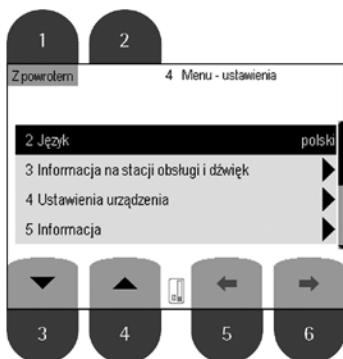 1 2
Z powrotem 4 Menu - ustawienia
2 Język polski
3 Informacja na stacji obsługi i dźwięk
4 Ustawienia urządzenia
5 Informacja
3 4 5 6